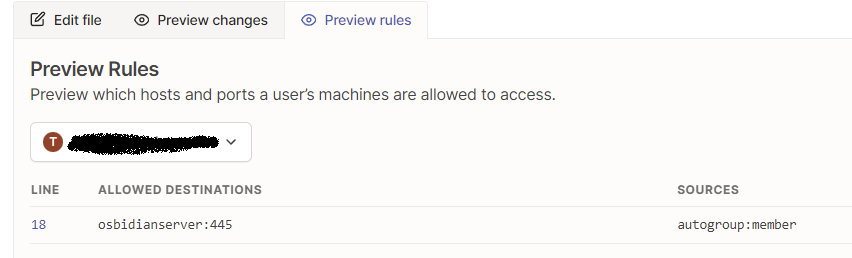 Edit file Preview changes Preview rules
Preview Rules
Preview which hosts and ports a user's machines are allowed to access.
T
LINE ALLOWED DESTINATIONS SOURCES
18 osbidianserver:445 autogroup:member